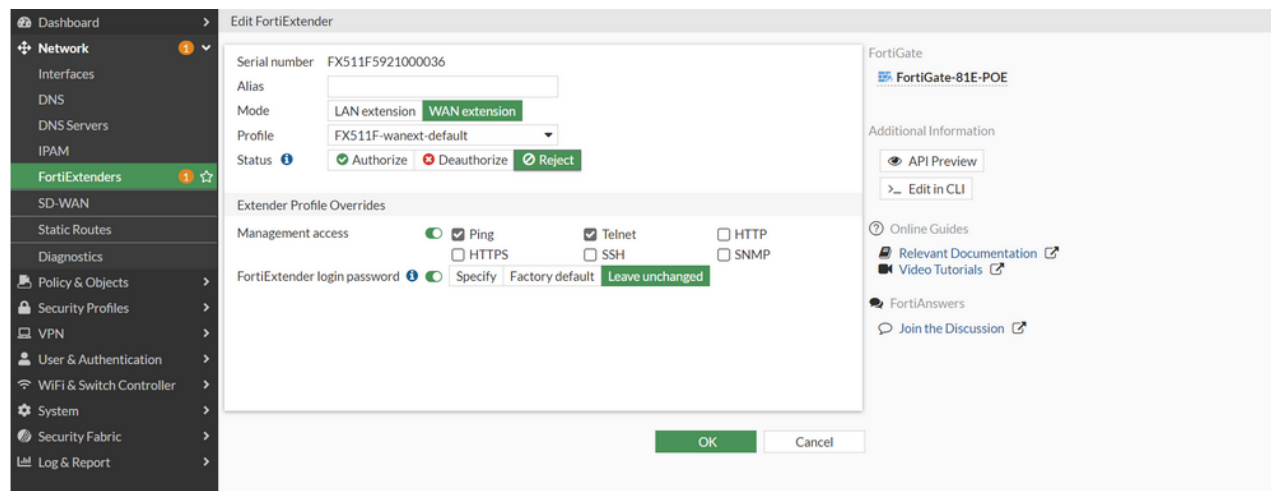 Dashboard
Network 1
Interfaces
DNS
DNS Servers
IPAM
FortiExtenders 1
SD-WAN
Static Routes
Diagnostics
Policy & Objects
Security Profiles
VPN
User & Authentication
WiFi & Switch Controller
System
Security Fabric
Log & Report
Edit FortiExtender
Serial number FX511F5921000036
Alias
Mode LAN extension WAN extension
Profile FX511F-wanext-default
Status Authorize Deauthorize Reject
Extender Profile Overrides
Management access Ping Telnet HTTP
HTTPS SSH SNMP
FortiExtender login password Specify Factory default Leave unchanged
OK Cancel
FortiGate
FortiGate-81E-POE
Additional Information
API Preview
>_ Edit in CLI
Online Guides
Relevant Documentation
Video Tutorials
FortiAnswers
Join the Discussion